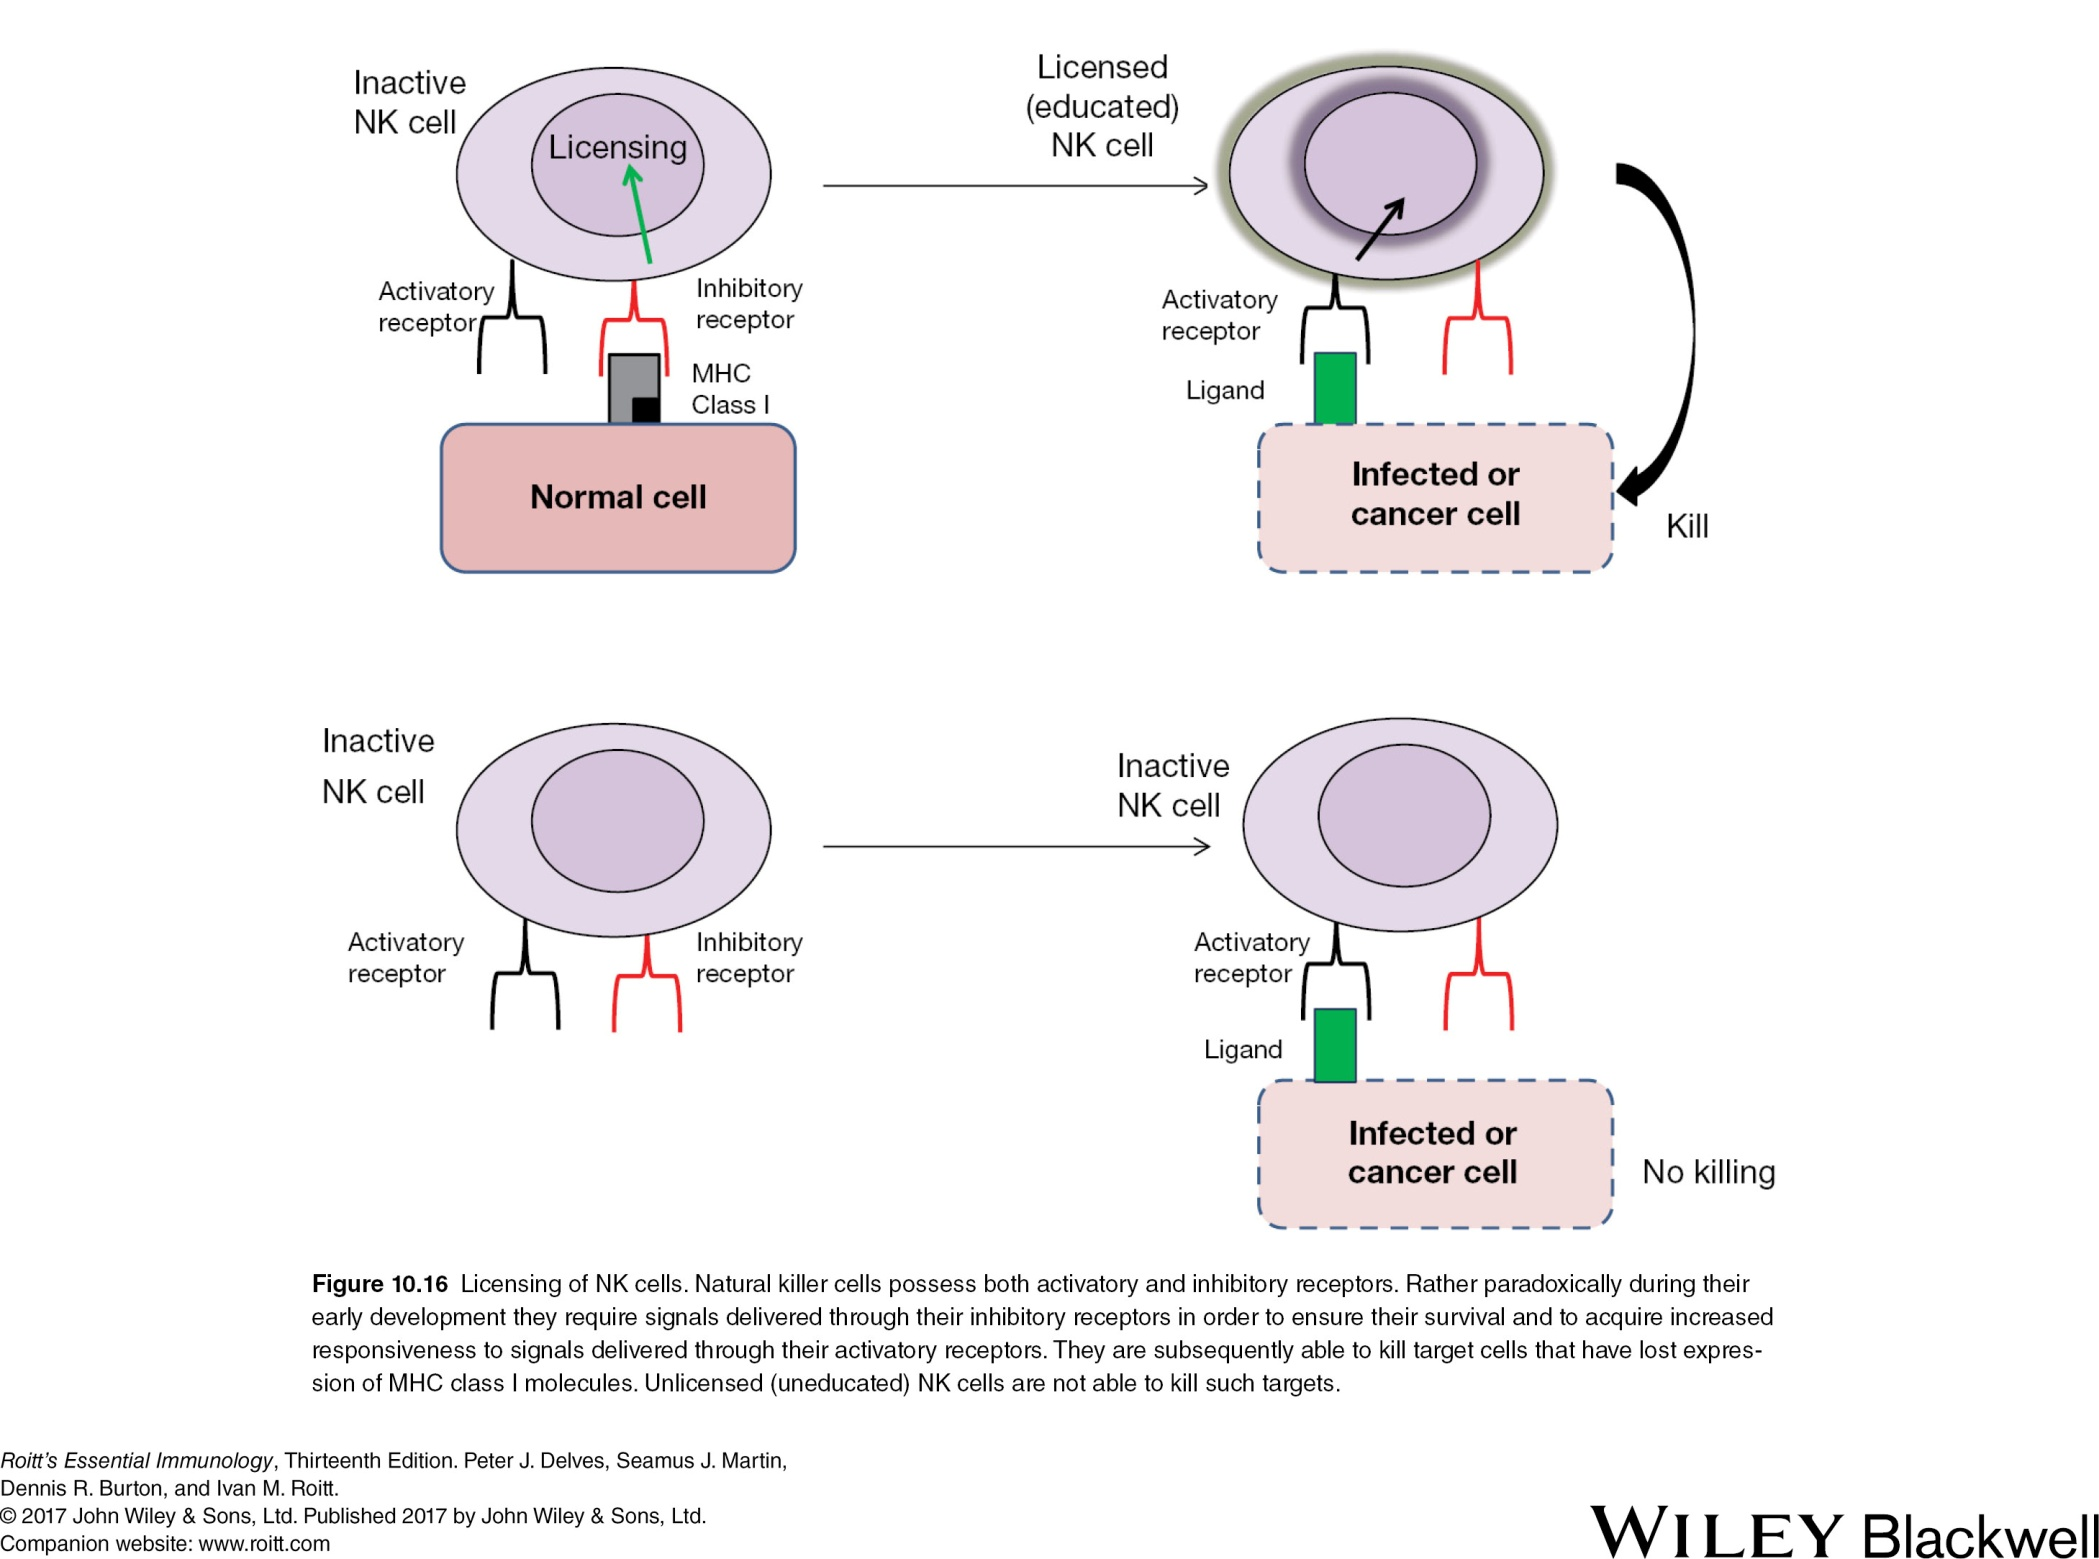 Inactive
NK cell
Licensing
Activatory
receptor
Inhibitory
receptor
MHC
Class I
Normal cell
Licensed
(educated)
NK cell
Activatory
receptor
Ligand
Infected or
cancer cell
Kill
Inactive
NK cell
Activatory
receptor
Inhibitory
receptor
Inactive
NK cell
Activatory
receptor
Ligand
Infected or
cancer cell
No killing
Figure 10.16 Licensing of NK cells. Natural killer cells possess both activatory and inhibitory receptors. Rather paradoxically during their
early development they require signals delivered through their inhibitory receptors in order to ensure their survival and to acquire increased
responsiveness to signals delivered through their activatory receptors. They are subsequently able to kill target cells that have lost expres-
sion of MHC class I molecules. Unlicensed (uneducated) NK cells are not able to kill such targets.
Roitt's Essential Immunology, Thirteenth Edition. Peter J. Delves, Seamus J. Martin,
Dennis R. Burton, and Ivan M. Roitt.
© 2017 John Wiley & Sons, Ltd. Published 2017 by John Wiley & Sons, Ltd.
Companion website: www.roitt.com
WILEY Blackwell